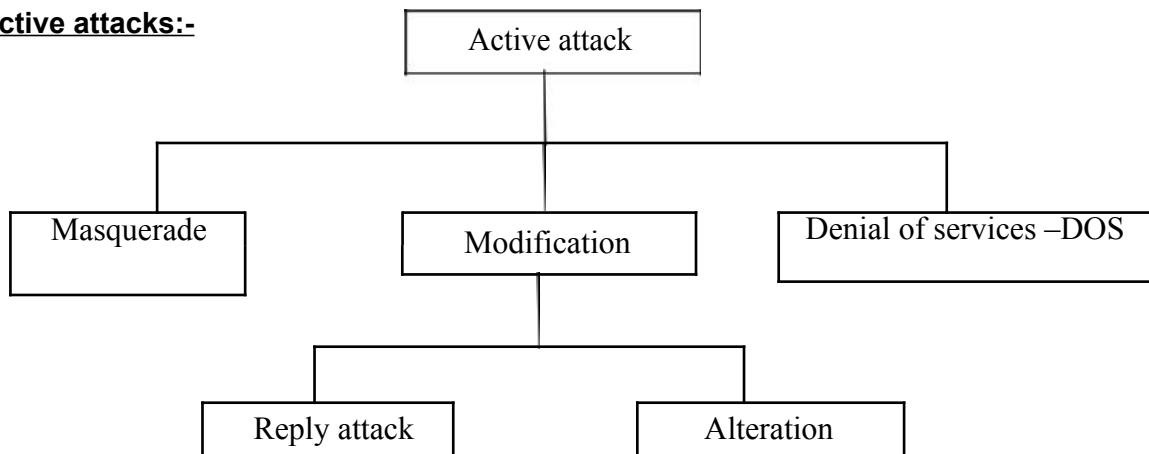 ctive attacks:-
Active attack
Masquerade
Modification
Denial of services –DOS
Reply attack
Alteration